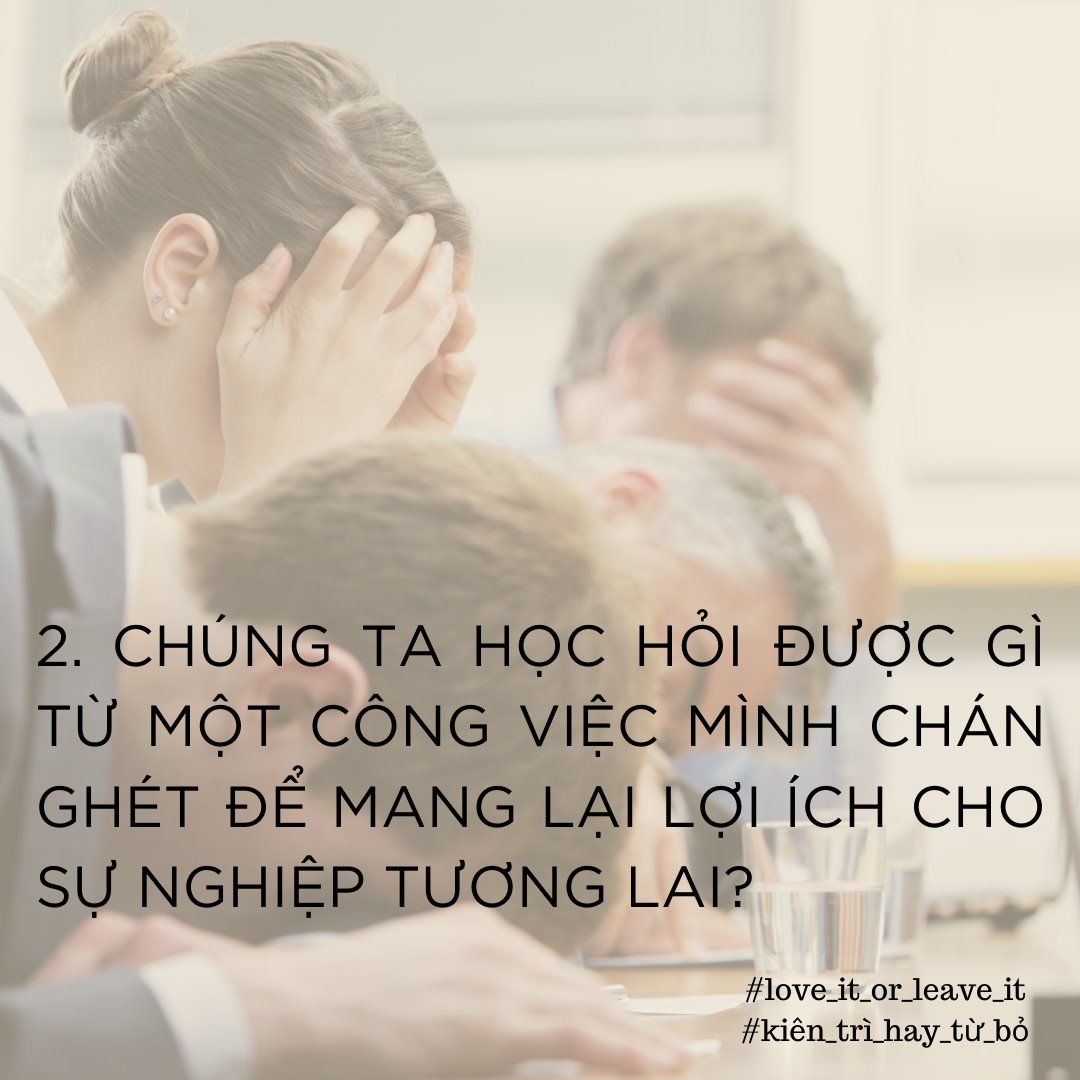 2. CHÚNG TA HỌC HỎI ĐƯỢC GÌ
TỪ MỘT CÔNG VIỆC MÌNH CHÁN
GHÉT ĐỂ MANG LẠI LỢI ÍCH CHO
SỰ NGHIỆP TƯƠNG LAI?
#love_it_or_leave_it
#kiên_trì_hay_từ_bỏ